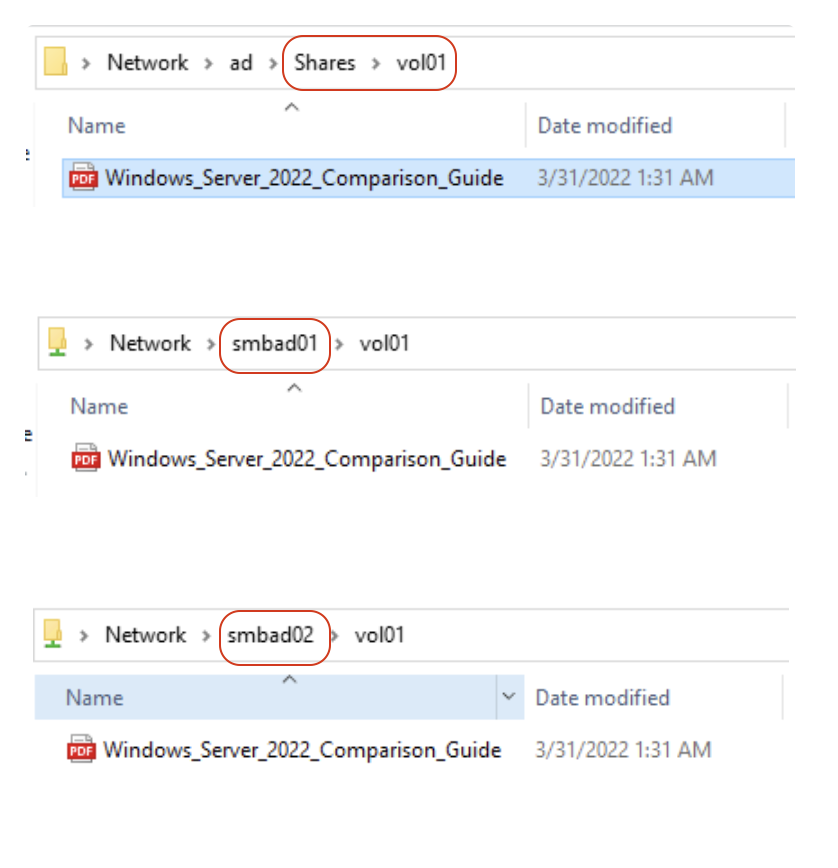 Network > ad > Shares > vol01
Name Date modified
e
PDF Windows_Server_2022_Comparison_Guide 3/31/2022 1:31 AM
Network > smbad01 > vol01
Name Date modified
e
PDF Windows_Server_2022_Comparison_Guide 3/31/2022 1:31 AM
Network > smbad02 > vol01
Name Date modified
PDF Windows_Server_2022_Comparison_Guide 3/31/2022 1:31 AM